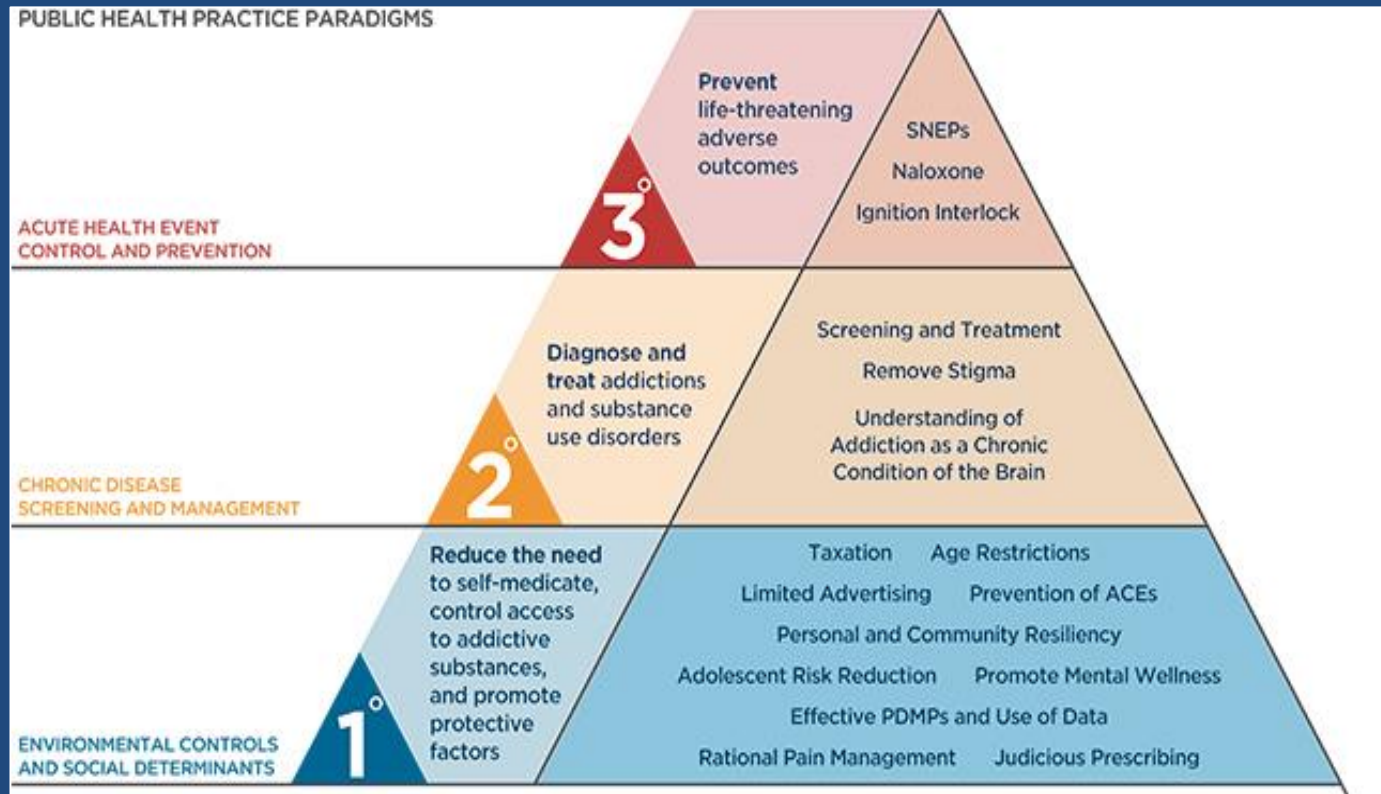 PUBLIC HEALTH PRACTICE PARADIGMS
Prevent
life-threatening
adverse
outcomes
SNEPs
Naloxone
Ignition Interlock
3°
ACUTE HEALTH EVENT
CONTROL AND PREVENTION
Diagnose and
treat addictions
and substance
use disorders
Screening and Treatment
Remove Stigma
Understanding of
Addiction as a Chronic
Condition of the Brain
2°
CHRONIC DISEASE
SCREENING AND MANAGEMENT
Reduce the need
to self-medicate,
control access
to addictive
substances,
and promote
protective
factors
Taxation Age Restrictions
Limited Advertising Prevention of ACEs
Personal and Community Resiliency
Adolescent Risk Reduction Promote Mental Wellness
Effective PDMPs and Use of Data
Rational Pain Management Judicious Prescribing
1°
ENVIRONMENTAL CONTROLS
AND SOCIAL DETERMINANTS